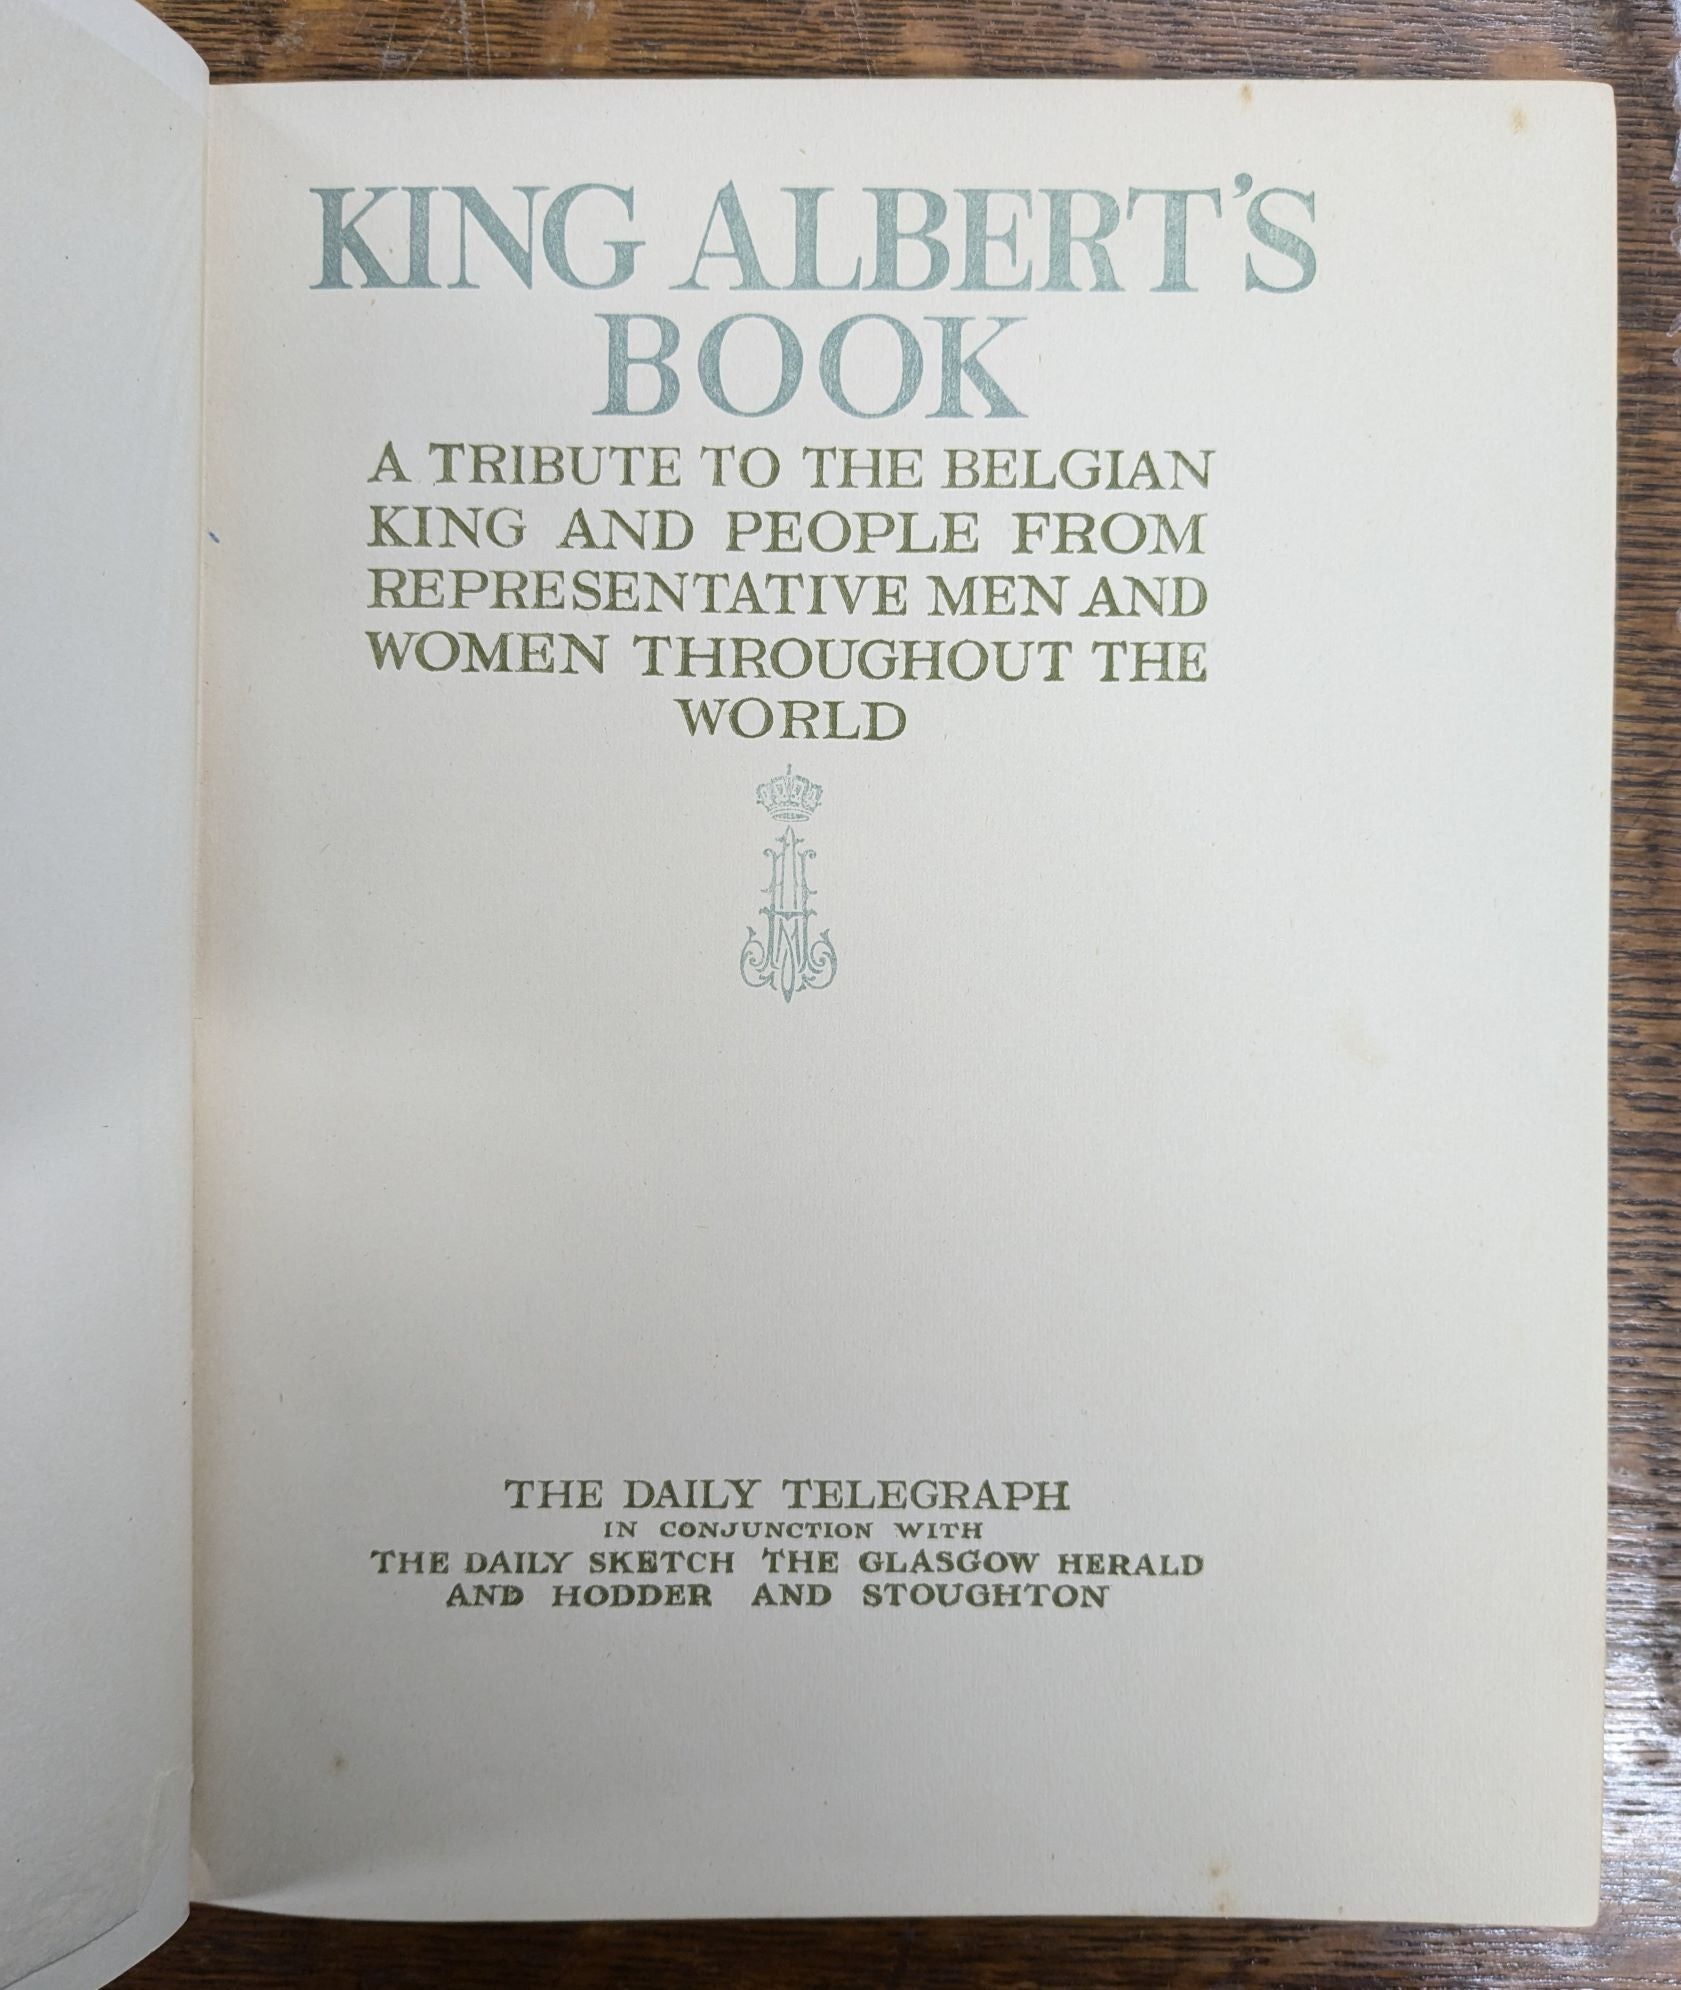 KING ALBERT'S
BOOK
A TRIBUTE TO THE BELGIAN
KING AND PEOPLE FROM
REPRESENTATIVE MEN AND
WOMEN THROUGHOUT THE
WORLD
THE DAILY TELEGRAPH
IN CONJUNCTION WITH
THE DAILY SKETCH THE GLASGOW HERALD
AND HODDER AND STOUGHTON